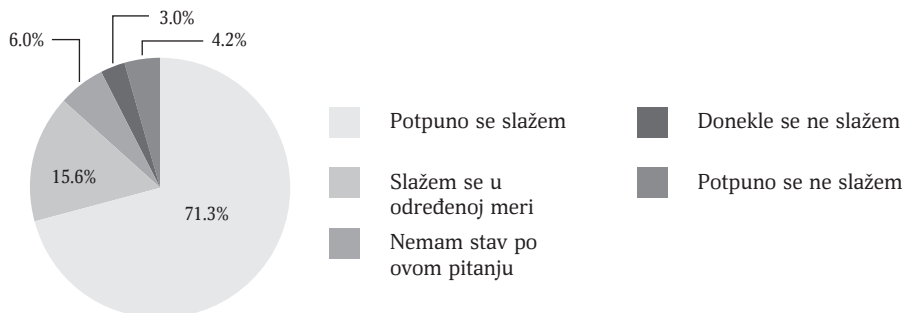 3.0%
6.0%
4.2%
15.6%
71.3%
Potpuno se slažem
Slažem se u
određenoj meri
Nemam stav po
ovom pitanju
Donekle se ne slažem
Potpuno se ne slažem